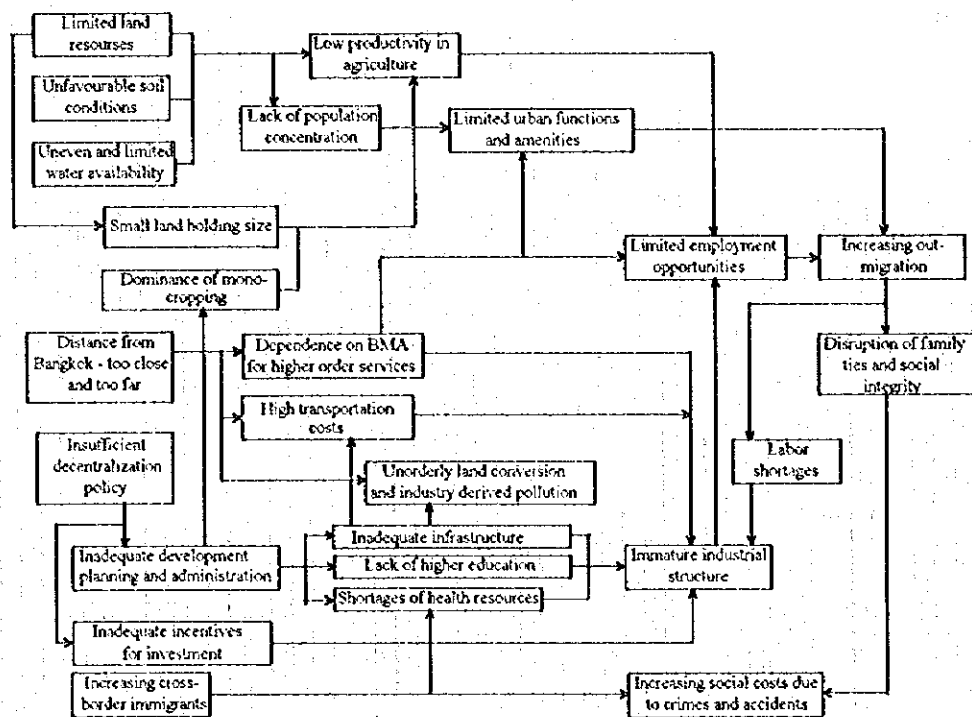 Limited land
resourses
Low productivity in
agriculture
Unfavourable soil
conditions
Lack of population
concentration
Limited urban functions
and amenities
Uneven and limited
water availability
Small land holding size
Limited employment
opportunities
Increasing out-
migration
Dominance of mono-
cropping
Distance from
Bangkok - too close
and too far
Dependence on BMA
for higher order services
Disruption of family
ties and social
integrity
High transportation
costs
Insufficient
decentralization
policy
Labor
shortages
Unorderly land conversion
and industry derived pollution
Inadequate infrastructure
Inadequate development
planning and administration
Lack of higher education
Immature industrial
structure
Shortages of health resources
Inadequate incentives
for investment
Increasing cross-
border immigrants
Increasing social costs due
to crimes and accidents